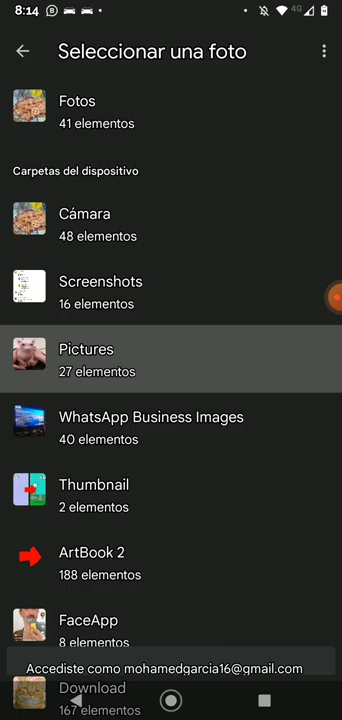 8:14
4G
Seleccionar una foto
Fotos
41 elementos
Carpetas del dispositivo
Cámara
48 elementos
Screenshots
16 elementos
Pictures
27 elementos
WhatsApp Business Images
40 elementos
Thumbnail
2 elementos
ArtBook 2
188 elementos
FaceApp
8 elementos
Accediste como mohamedgarcia16@gmail.com
Download
167 elementos